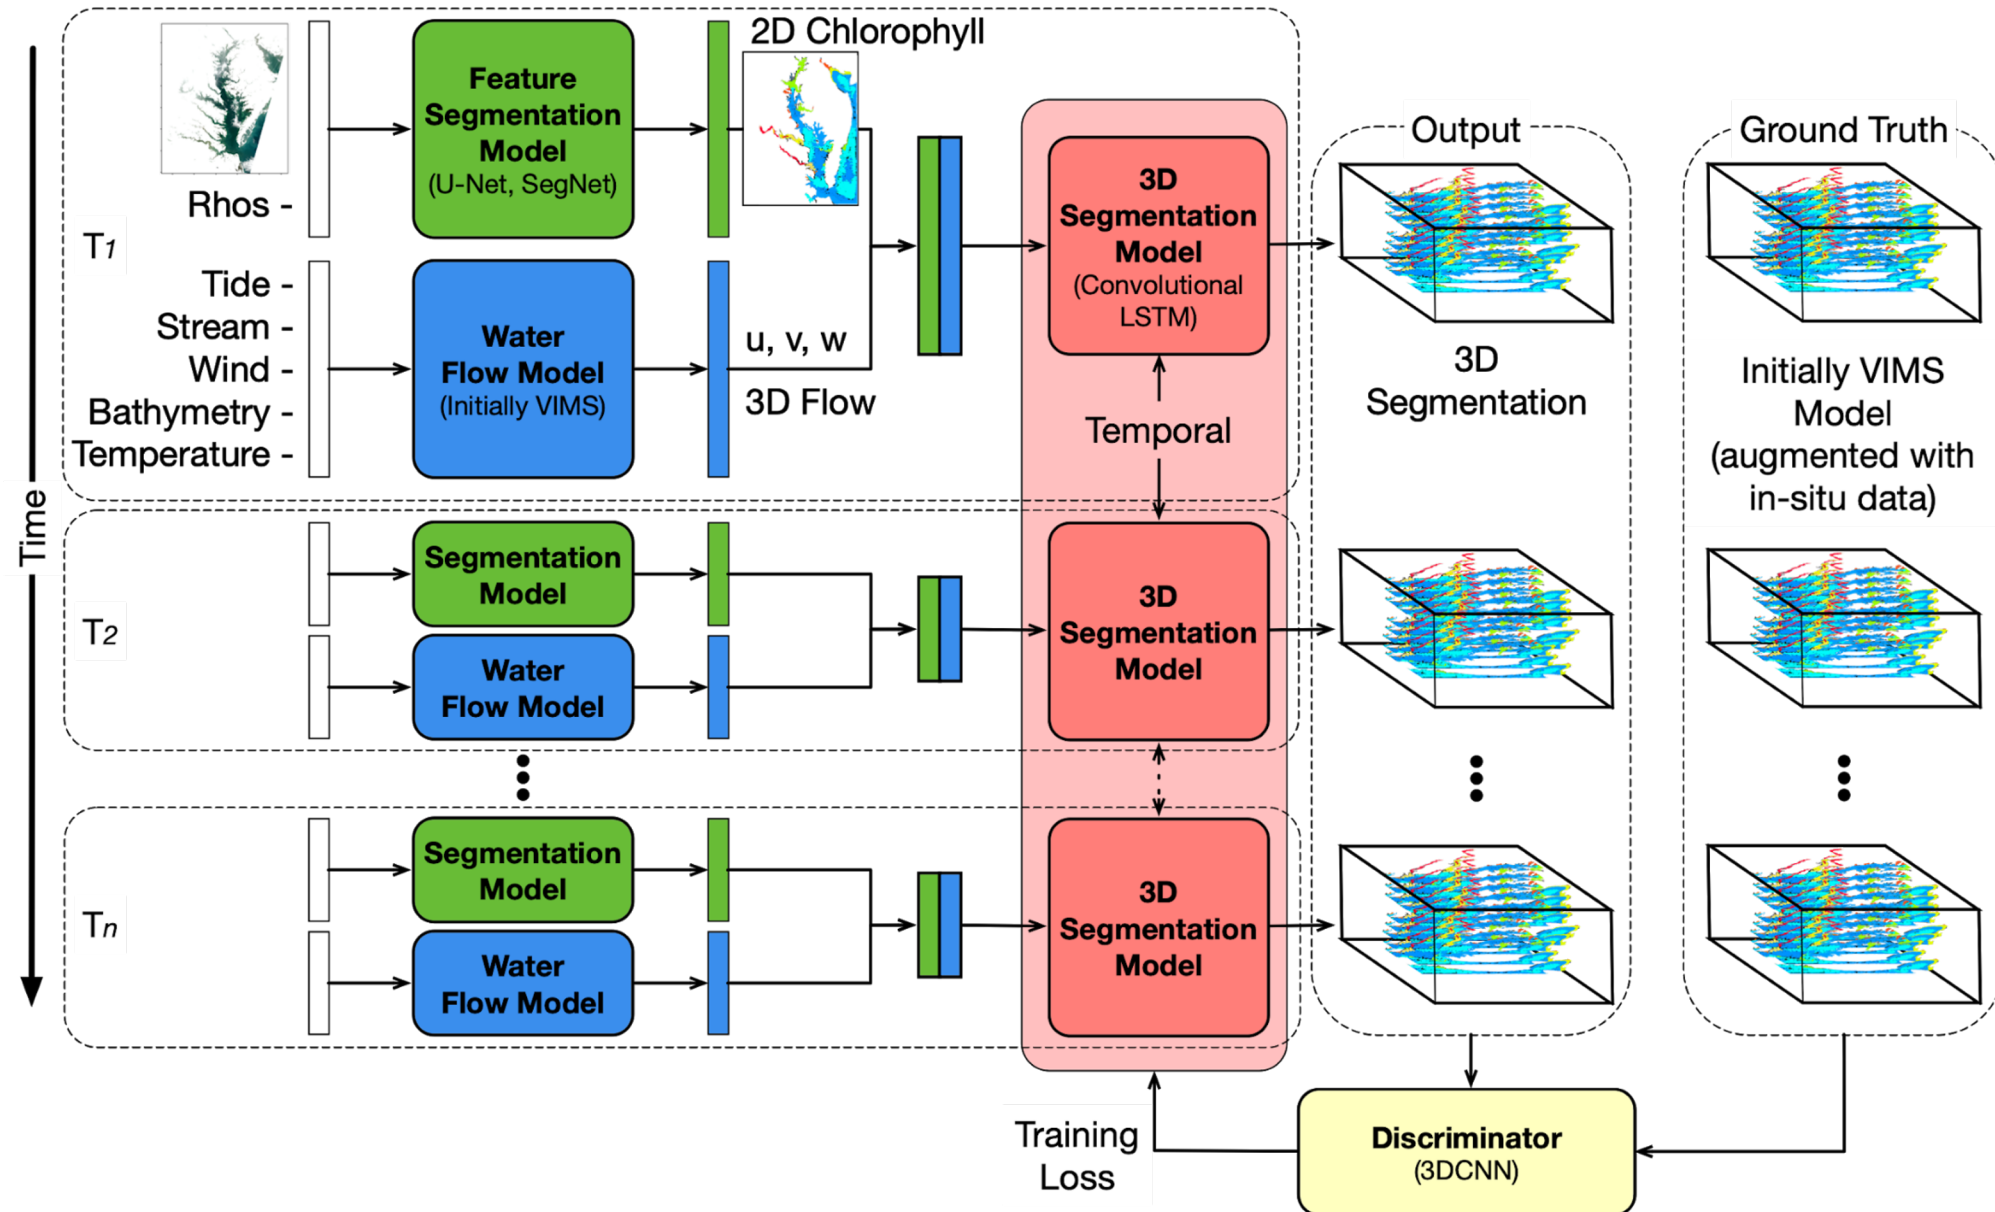 2D Chlorophyll
Feature
Segmentation
Model
(U-Net, SegNet)
Rhos -
T1
Tide -
Stream -
Wind -
Bathymetry -
Temperature -
Water
Flow Model
(Initially VIMS)
u, v, w
3D Flow
3D
Segmentation
Model
(Convolutional
LSTM)
Temporal
Output
3D
Segmentation
Ground Truth
Initially VIMS
Model
(augmented with
in-situ data)
Time
T2
Segmentation
Model
Water
Flow Model
3D
Segmentation
Model
Tn
Segmentation
Model
Water
Flow Model
3D
Segmentation
Model
Training
Loss
Discriminator
(3DCNN)